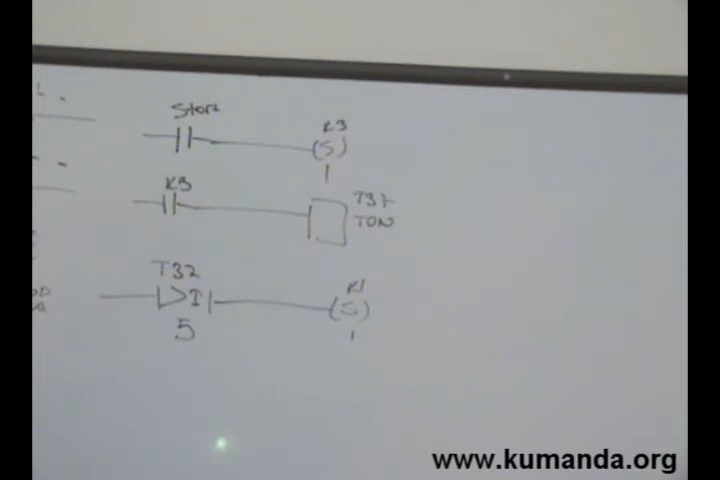 Start
K3
(S)
1
K3
T37
TON
T37
>I
5
K1
(S)
1
www.kumanda.org